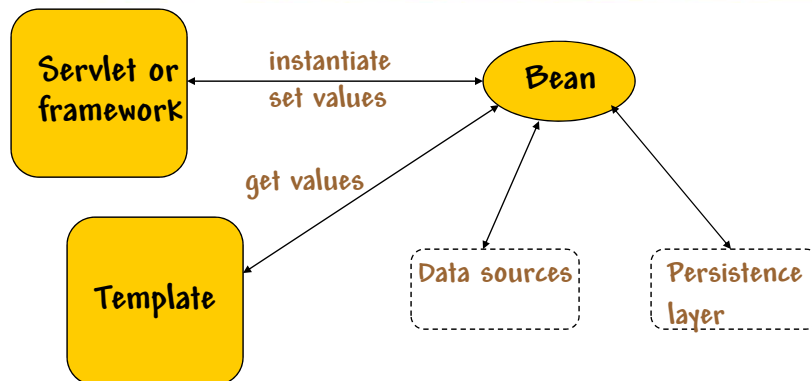 Servlet or
framework
instantiate
set values
Bean
get values
Template
Data sources
Persistence
layer